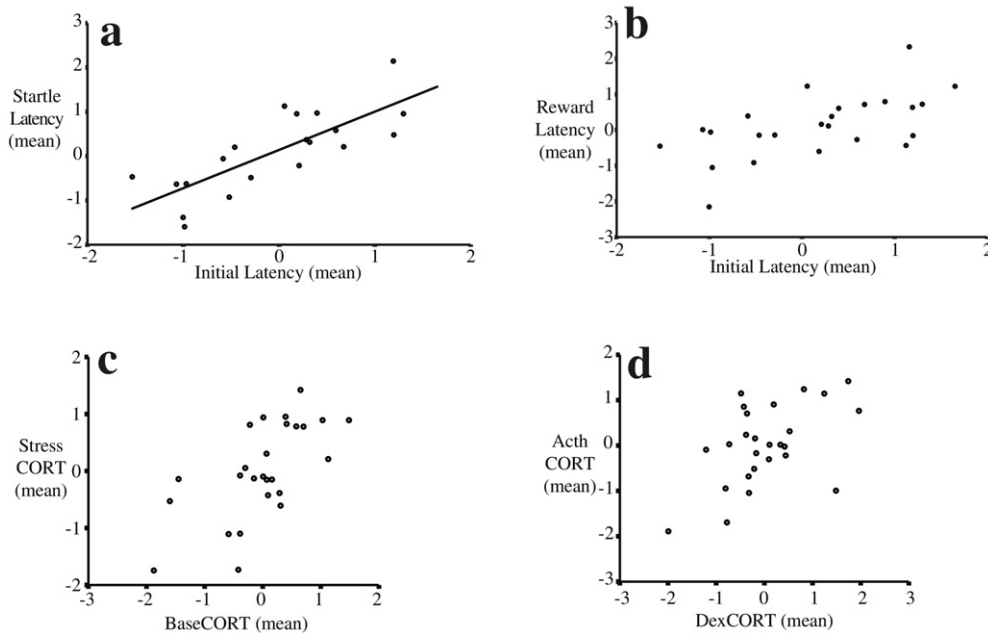 a
3
2
1
0
-1
-2
Startle
Latency
(mean)
-2
-1
0
1
2
Initial Latency (mean)
b
3
2
1
0
-1
-2
-3
Reward
Latency
(mean)
-2
-1
0
1
2
Initial Latency (mean)
c
2
1
0
-1
-2
Stress
CORT
(mean)
-3
-2
-1
0
1
2
BaseCORT (mean)
d
2
1
0
-1
-2
-3
Acth
CORT
(mean)
-3
-2
-1
0
1
2
3
DexCORT (mean)